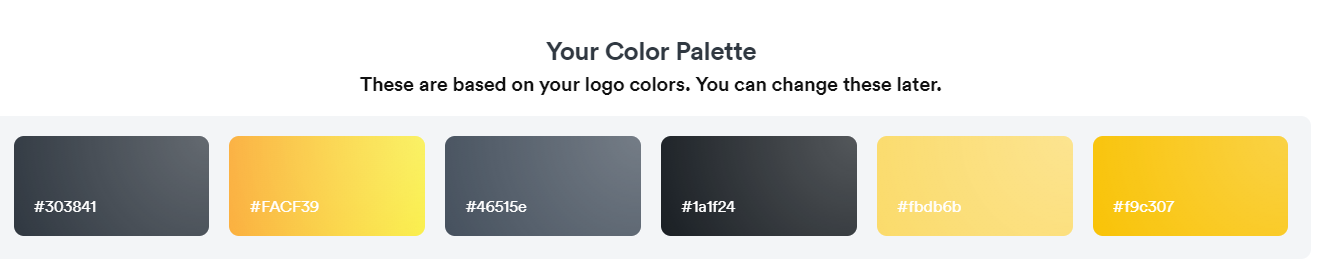 Your Color Palette
These are based on your logo colors. You can change these later.
#303841 #FACF39 #46515e #1a1f24 #fbdb6b #f9c307